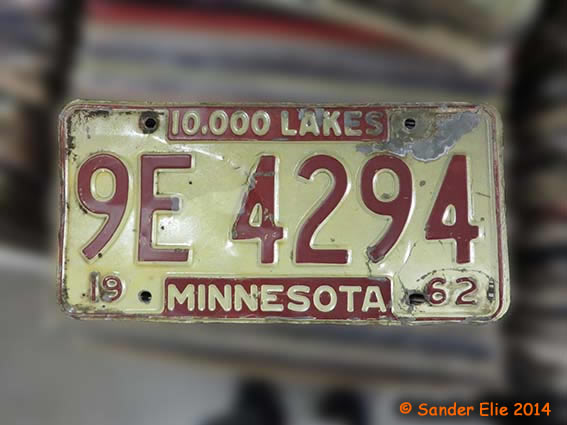 10,000 LAKES
9E 4294
19 MINNESOTA 62
© Sander Elie 2014